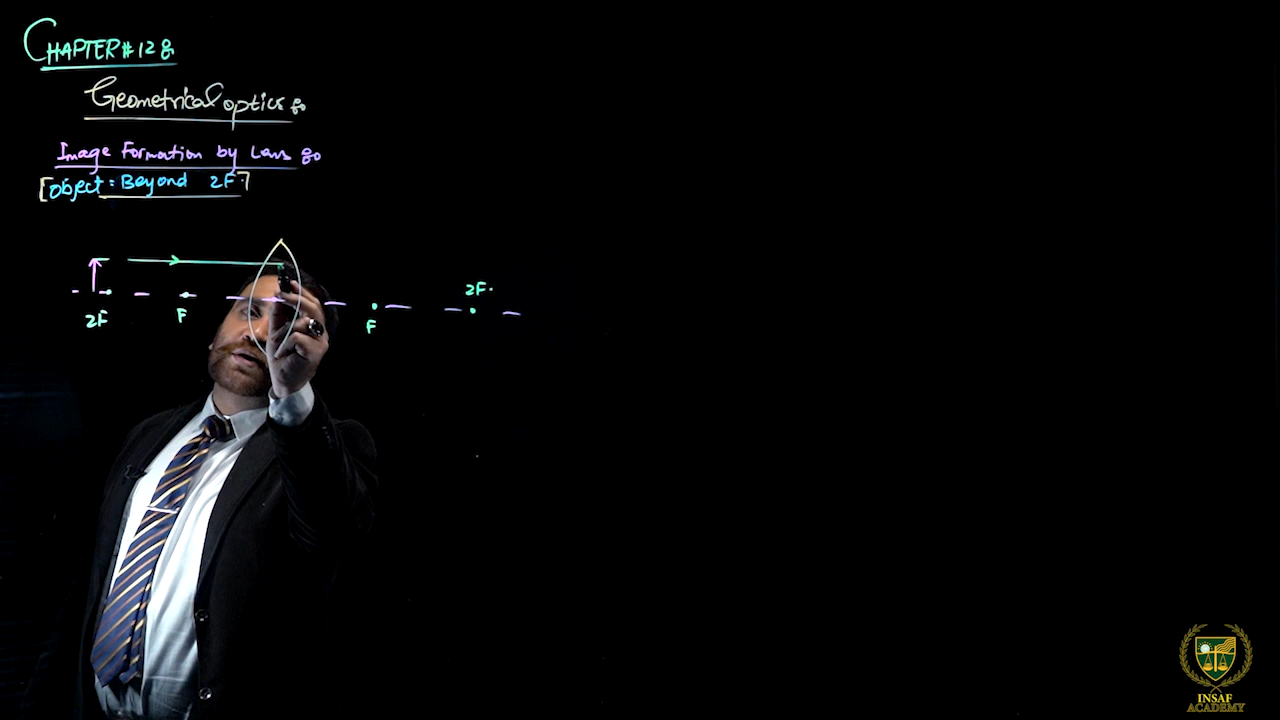 CHAPTER # 12 :
Geometrical optics :
Image Formation by Lens :
[Object: Beyond 2F.]
2F.
2F
F
F
INSAF
ACADEMY